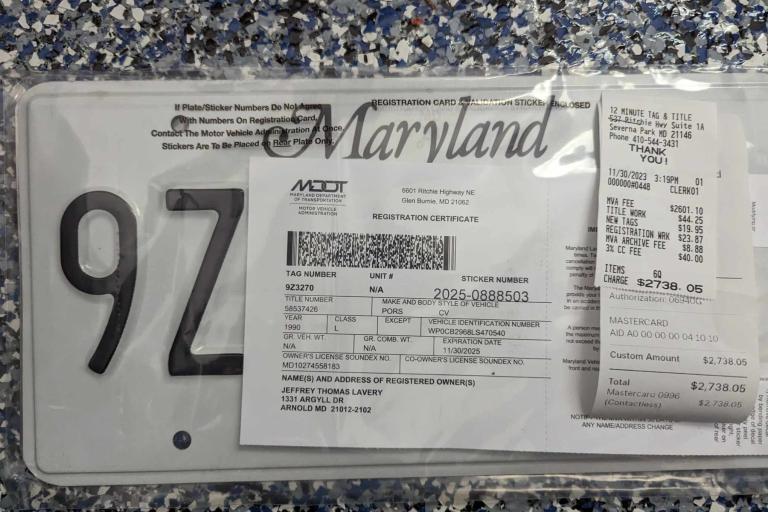 If Plate/Sticker Numbers Do Not Agree
With Numbers On Registration Card,
Contact The Motor Vehicle Administration At Once.
Stickers Are To Be Placed on Rear Plate Only.
REGISTRATION CARD & VALIDATION STICKER ENCLOSED
Maryland
9Z
MDOT
MARYLAND DEPARTMENT
OF TRANSPORTATION
MOTOR VEHICLE
ADMINISTRATION
6601 Ritchie Highway NE
Glen Burnie, MD 21062
REGISTRATION CERTIFICATE
TAG NUMBER UNIT # STICKER NUMBER
9Z3270 N/A 2025-0888503
TITLE NUMBER MAKE AND BODY STYLE OF VEHICLE
58537426 PORS CV
YEAR CLASS EXCEPT VEHICLE IDENTIFICATION NUMBER
1990 L WP0CB2968LS470540
GR. VEH. WT. GR. COMB. WT. EXPIRATION DATE
N/A N/A 11/30/2025
OWNER'S LICENSE SOUNDEX NO. CO-OWNER'S LICENSE SOUNDEX NO.
MD10274558183
NAME(S) AND ADDRESS OF REGISTERED OWNER(S)
JEFFREY THOMAS LAVERY
1331 ARGYLL DR
ARNOLD MD 21012-2102
12 MINUTE TAG & TITLE
537 Ritchie Hwy Suite 1A
Severna Park MD 21146
Phone 410-544-3431
THANK
YOU!
11/30/2023 3:19PM 01
000000#0448 CLERK01
MVA FEE $2601.10
TITLE WORK $44.25
NEW TAGS $19.95
REGISTRATION WRK $23.87
MVA ARCHIVE FEE $8.88
3% CC FEE $40.00
ITEMS 6Q
CHARGE $2738.05
Authorization:
MASTERCARD
AID A0 00 00 00 04 10 10
Custom Amount $2,738.05
Total $2,738.05
Mastercard 0996 $2,738.05
(Contactless)
ANY NAME/ADDRESS CHANGE